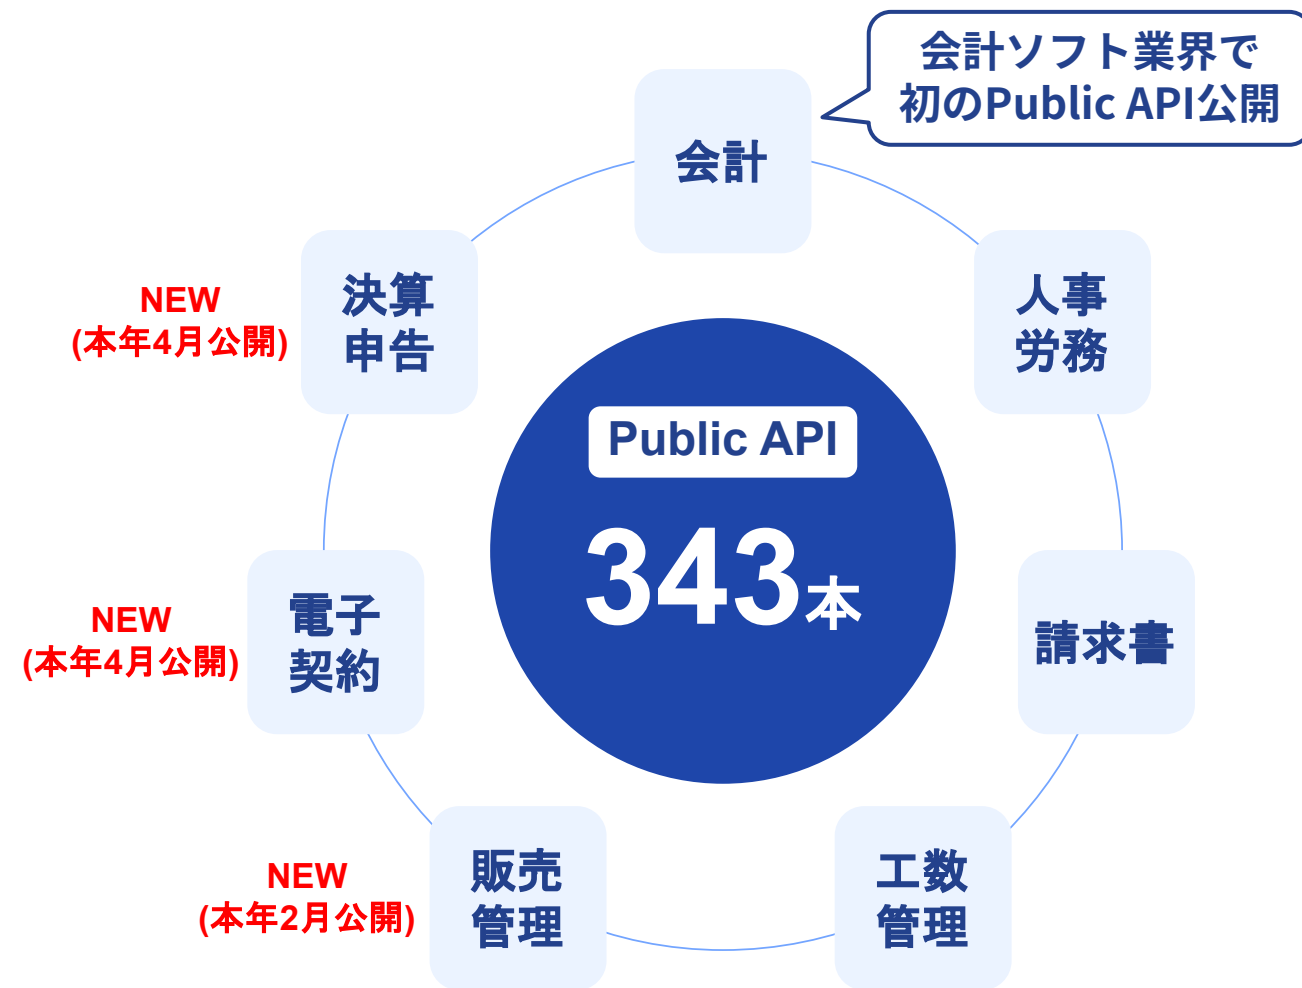 会計ソフト業界で
初のPublic API公開
会計
人事
労務
請求書
工数
管理
販売
管理
NEW
(本年2月公開)
電子
契約
NEW
(本年4月公開)
決算
申告
NEW
(本年4月公開)
Public API
343本